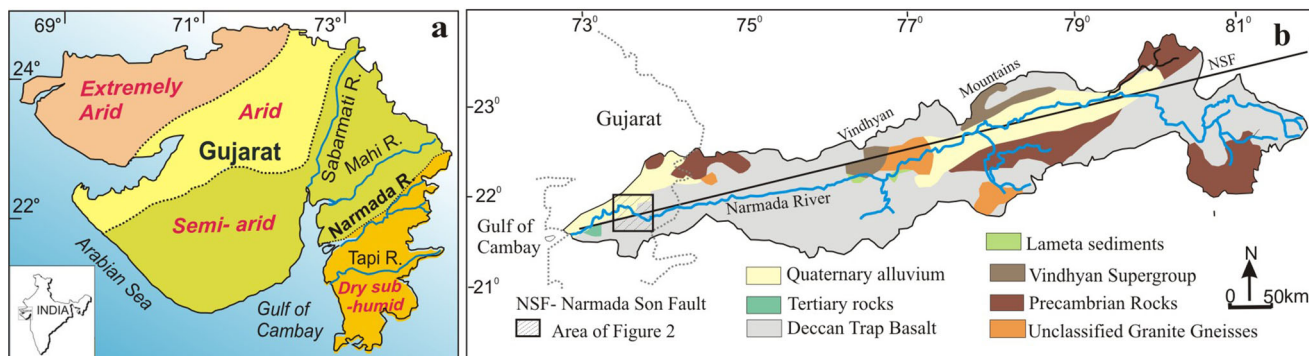 69° 71° 73°
a
24°
22°
Extremely
Arid
Arid
Gujarat
Semi- arid
Sabarmati R.
Mahi R.
Narmada R.
Tapi R.
Dry sub
-humid
Arabian Sea
Gulf of
Cambay
INDIA
73° 75° 77° 79° 81°
b
23°
22°
21°
Gujarat
Vindhyan
Mountains
NSF
Narmada River
Gulf of
Cambay
NSF- Narmada Son Fault
Area of Figure 2
Quaternary alluvium
Tertiary rocks
Deccan Trap Basalt
Lameta sediments
Vindhyan Supergroup
Precambrian Rocks
Unclassified Granite Gneisses
N
0 50km